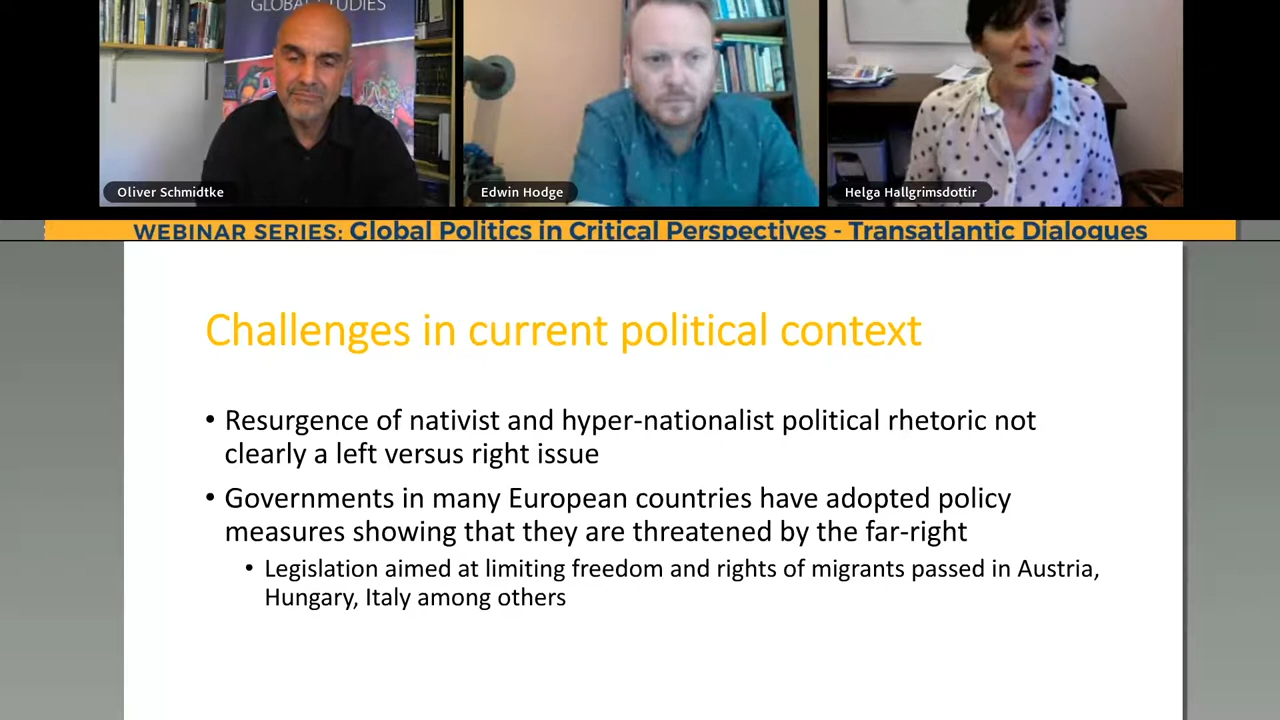 GLOBAL STUDIES
Oliver Schmidtke
Edwin Hodge
Helga Hallgrimsdottir
WEBINAR SERIES: Global Politics in Critical Perspectives - Transatlantic Dialogues
Challenges in current political context
• Resurgence of nativist and hyper-nationalist political rhetoric not
clearly a left versus right issue
• Governments in many European countries have adopted policy
measures showing that they are threatened by the far-right
• Legislation aimed at limiting freedom and rights of migrants passed in Austria,
Hungary, Italy among others